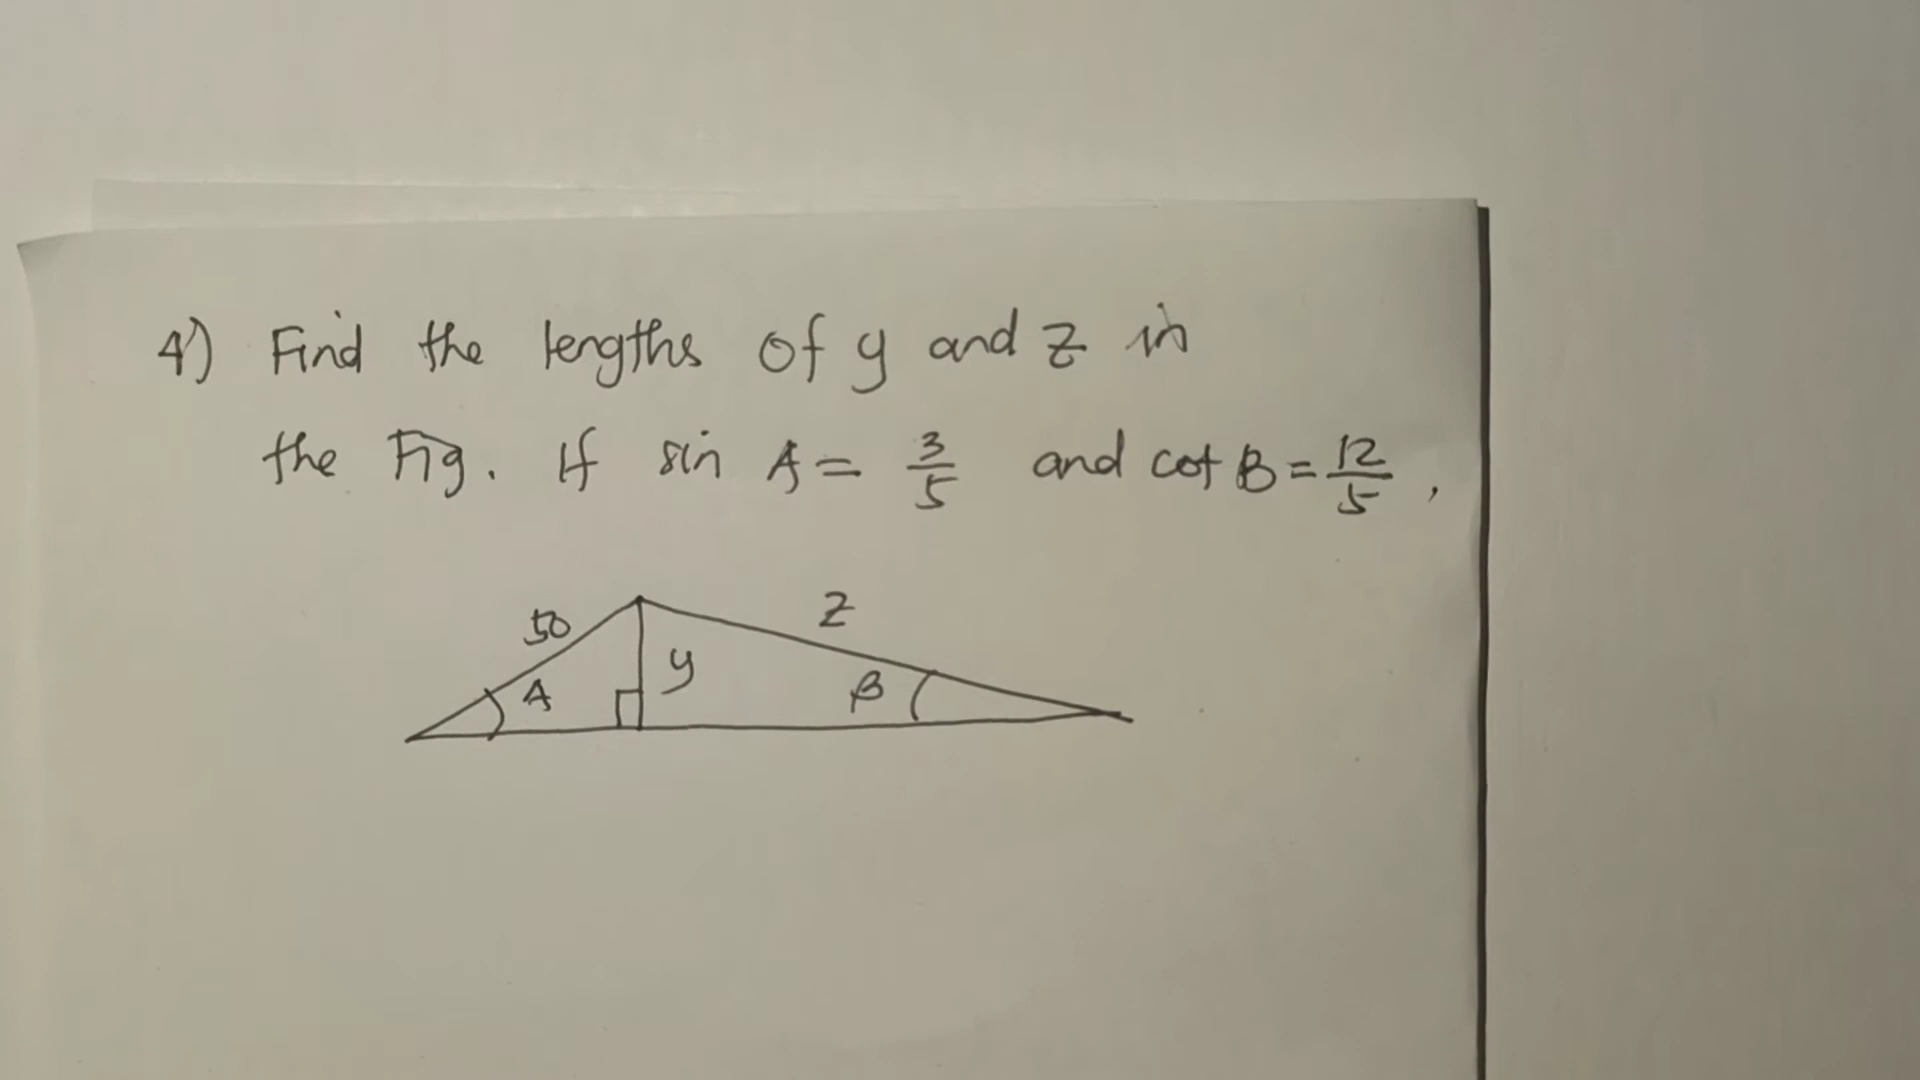 4) Find the lengths of y and z in
the Fig. If sin A = 3/5 and cot B = 12/5 ,
50
z
y
A
β